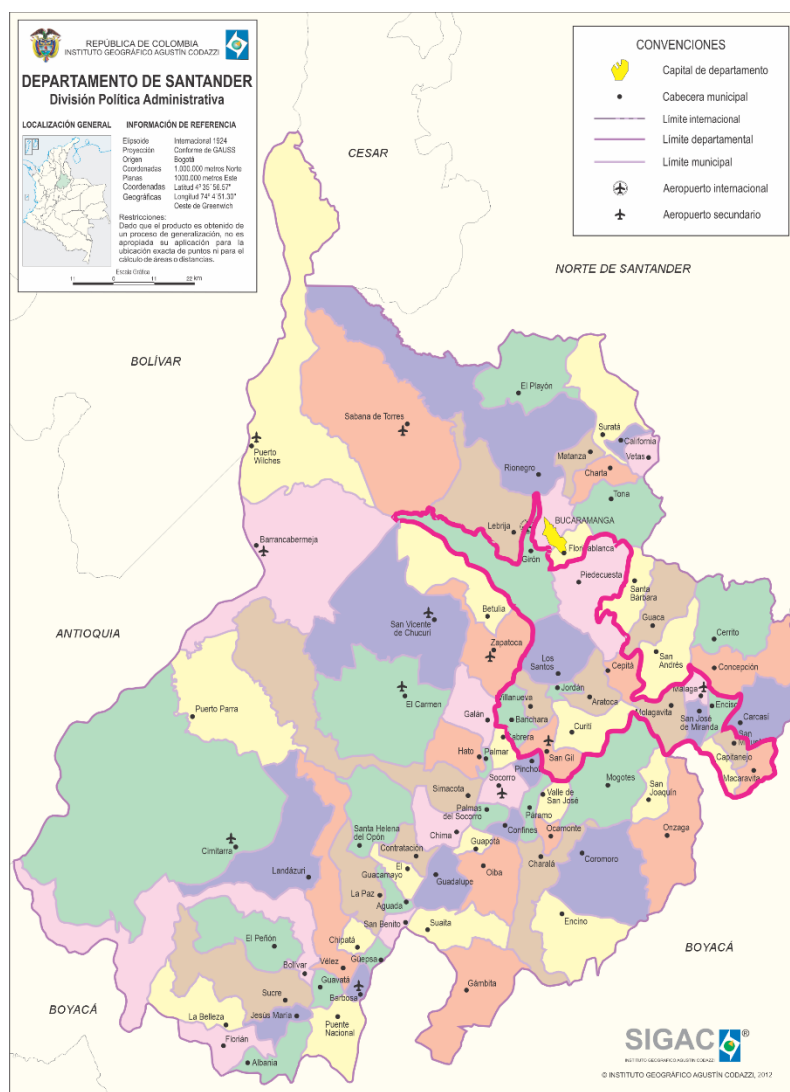 REPÚBLICA DE COLOMBIA
INSTITUTO GEOGRÁFICO AGUSTÍN CODAZZI
DEPARTAMENTO DE SANTANDER
División Política Administrativa
LOCALIZACIÓN GENERAL
INFORMACIÓN DE REFERENCIA
Elipsoide Internacional 1924
Proyección Conforme de GAUSS
Origen Bogotá
Coordenadas 1.000.000 metros Norte
Planas 1000.000 metros Este
Coordenadas Latitud 4º 35´ 56.57"
Geográficas Longitud 74° 4´51.30"
Oeste de Greenwich
Restricciones:
Dado que el producto es obtenido de
un proceso de generalización, no es
apropiada su aplicación para la
ubicación exacta de puntos ni para el
cálculo de áreas o distancias.
Escala Gráfica
11 0 11 22 km
CONVENCIONES
Capital de departamento
Cabecera municipal
Límite internacional
Límite departamental
Límite municipal
Aeropuerto internacional
Aeropuerto secundario
CESAR
NORTE DE SANTANDER
BOLÍVAR
El Playón
Sabana de Torres
Suratá
California
Puerto
Wilches
Matanza
Vetas
Rionegro
Charta
Tona
Lebrija
BUCARAMANGA
Barrancabermeja
Girón
Floridablanca
Piedecuesta
Santa
Bárbara
Betulia
San Vicente
de Chucurí
Guaca
ANTIOQUIA
Zapatoca
Cerrito
San
Andrés
Los
Santos
Cepitá
Concepción
El Carmen
Jordán
Málaga
Villanueva
Aratoca
Enciso
Puerto Parra
Galán
Barichara
Molagavita
San José
de Miranda
Carcasí
Curití
Cabrera
San
Hato
Palmar
San Gil
Capitanejo
Pinchote
Macaravita
Socorro
Mogotes
Simacota
Valle de
San José
San
Joaquín
Palmas
del Socorro
Páramo
Santa Helena
del Opón
Chima
Confines
Ocamonte
Onzaga
Cimitarra
Contratación
Guapotá
Charalá
Coromoro
El
Guacamayo
Oiba
Landázuri
Guadalupe
La Paz
Aguada
San Benito
Suaita
Encino
El Peñón
Chipatá
BOYACÁ
Bolívar
Vélez
Güepsa
Guavatá
Gámbita
Sucre
Barbosa
BOYACÁ
La Belleza
Jesús María
Puente
Nacional
Florián
Albania
SIGAC®
INSTITUTO GEOGRÁFICO AGUSTÍN CODAZZI
© INSTITUTO GEOGRÁFICO AGUSTÍN CODAZZI, 2012